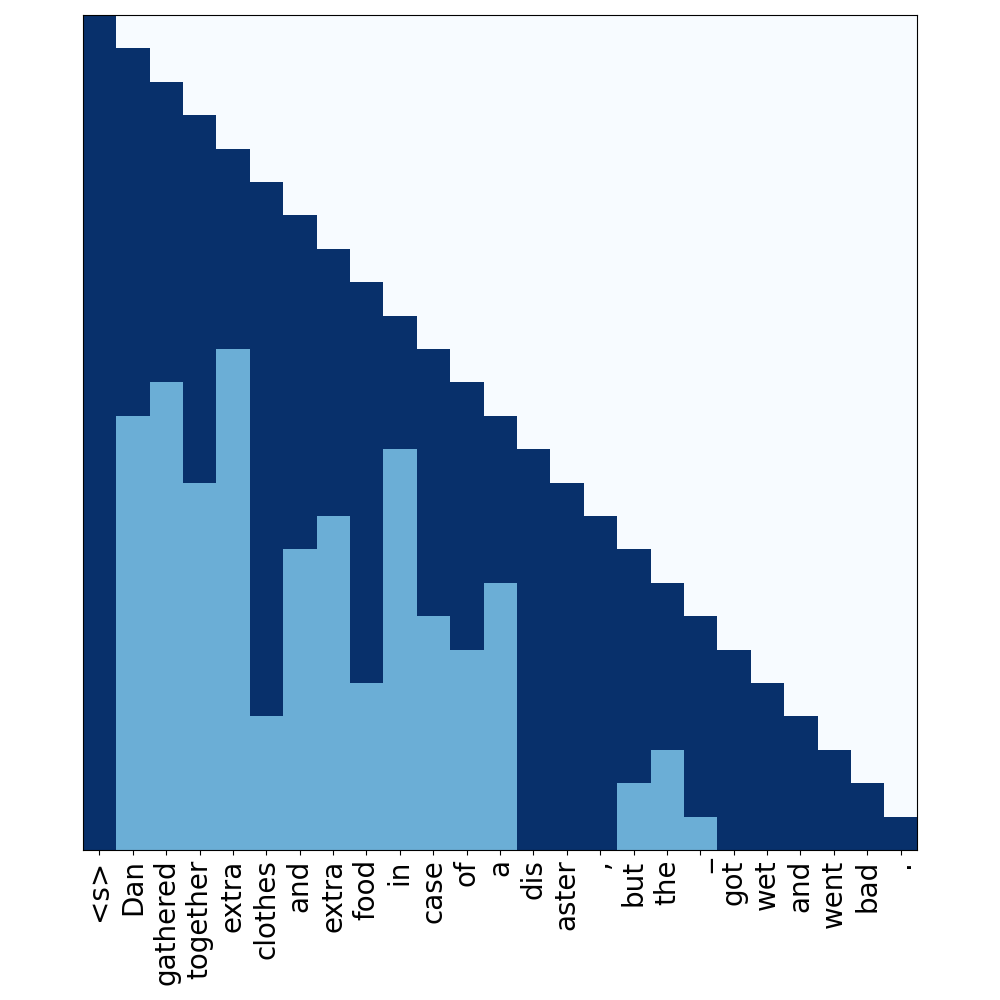 <s>
Dan
gathered
together
extra
clothes
and
extra
food
in
case
of
a
dis
aster
,
but
the
_
got
wet
and
went
bad
.